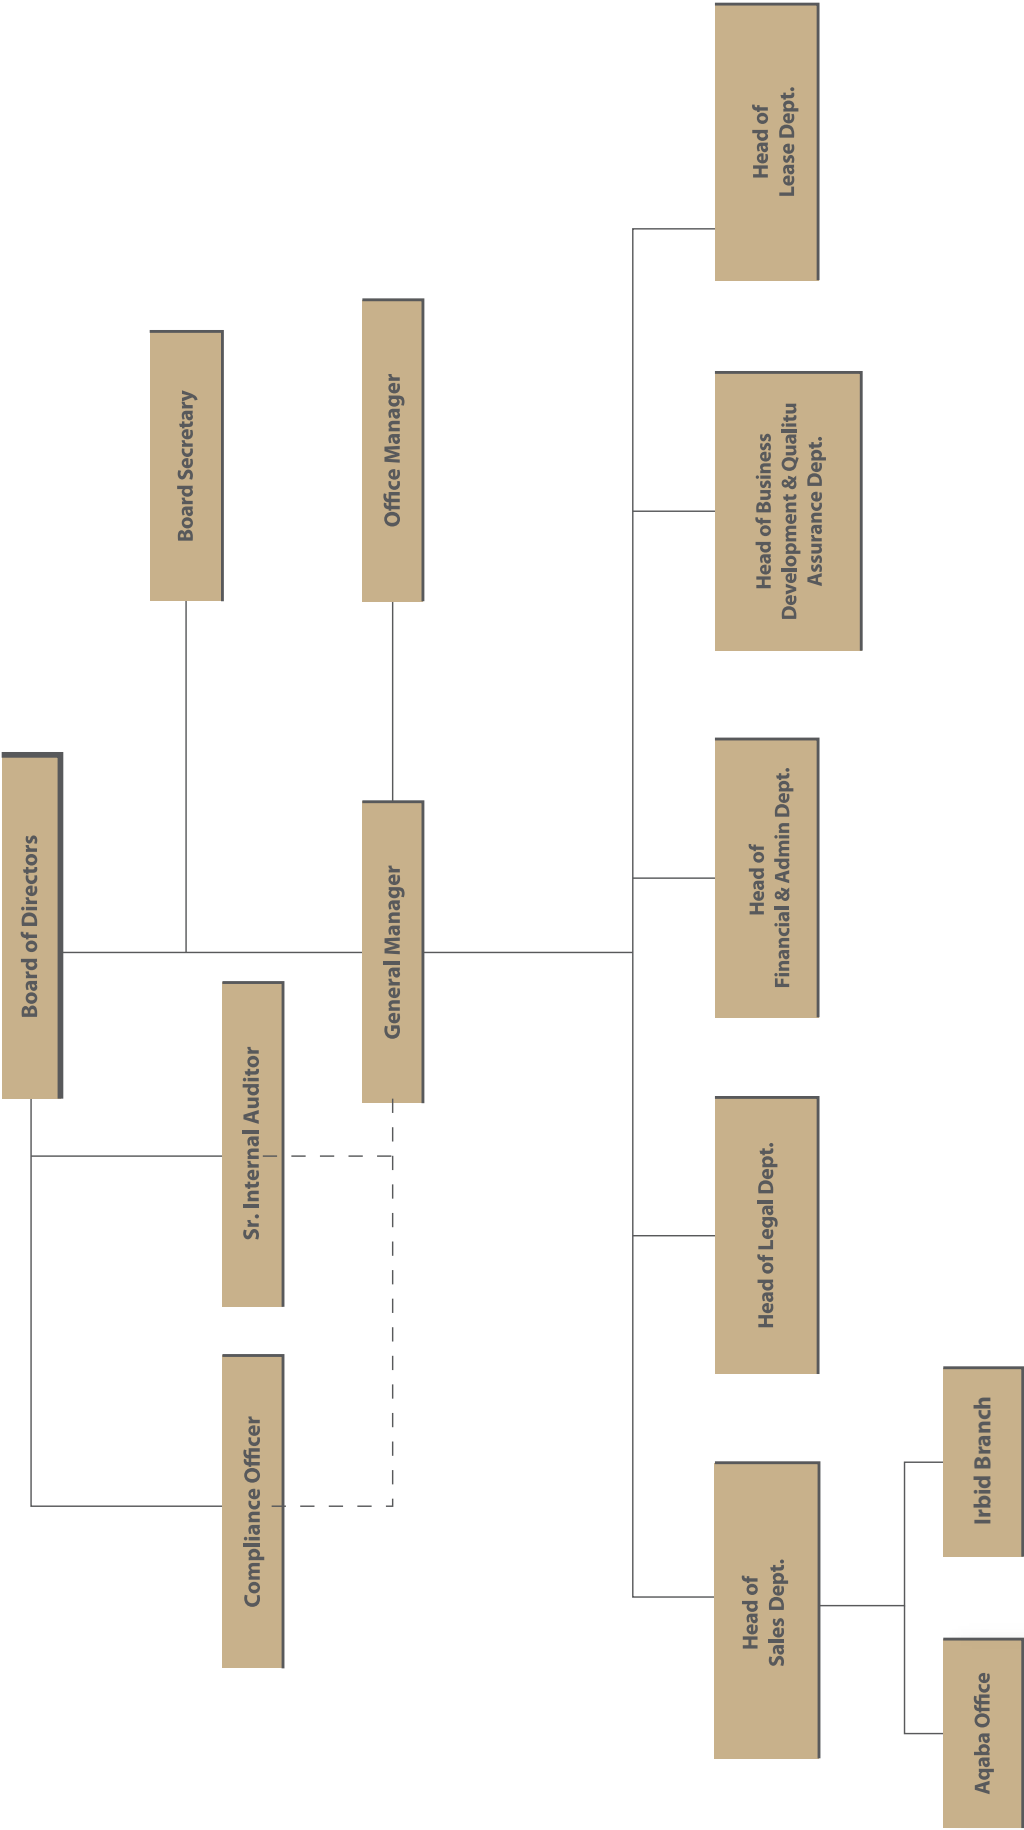 Board of Directors
Board Secretary
Sr. Internal Auditor
Compliance Officer
General Manager
Office Manager
Head of
Sales Dept.
Head of Legal Dept.
Head of
Financial & Admin Dept.
Head of Business
Development & Qualitu
Assurance Dept.
Head of
Lease Dept.
Aqaba Office
Irbid Branch